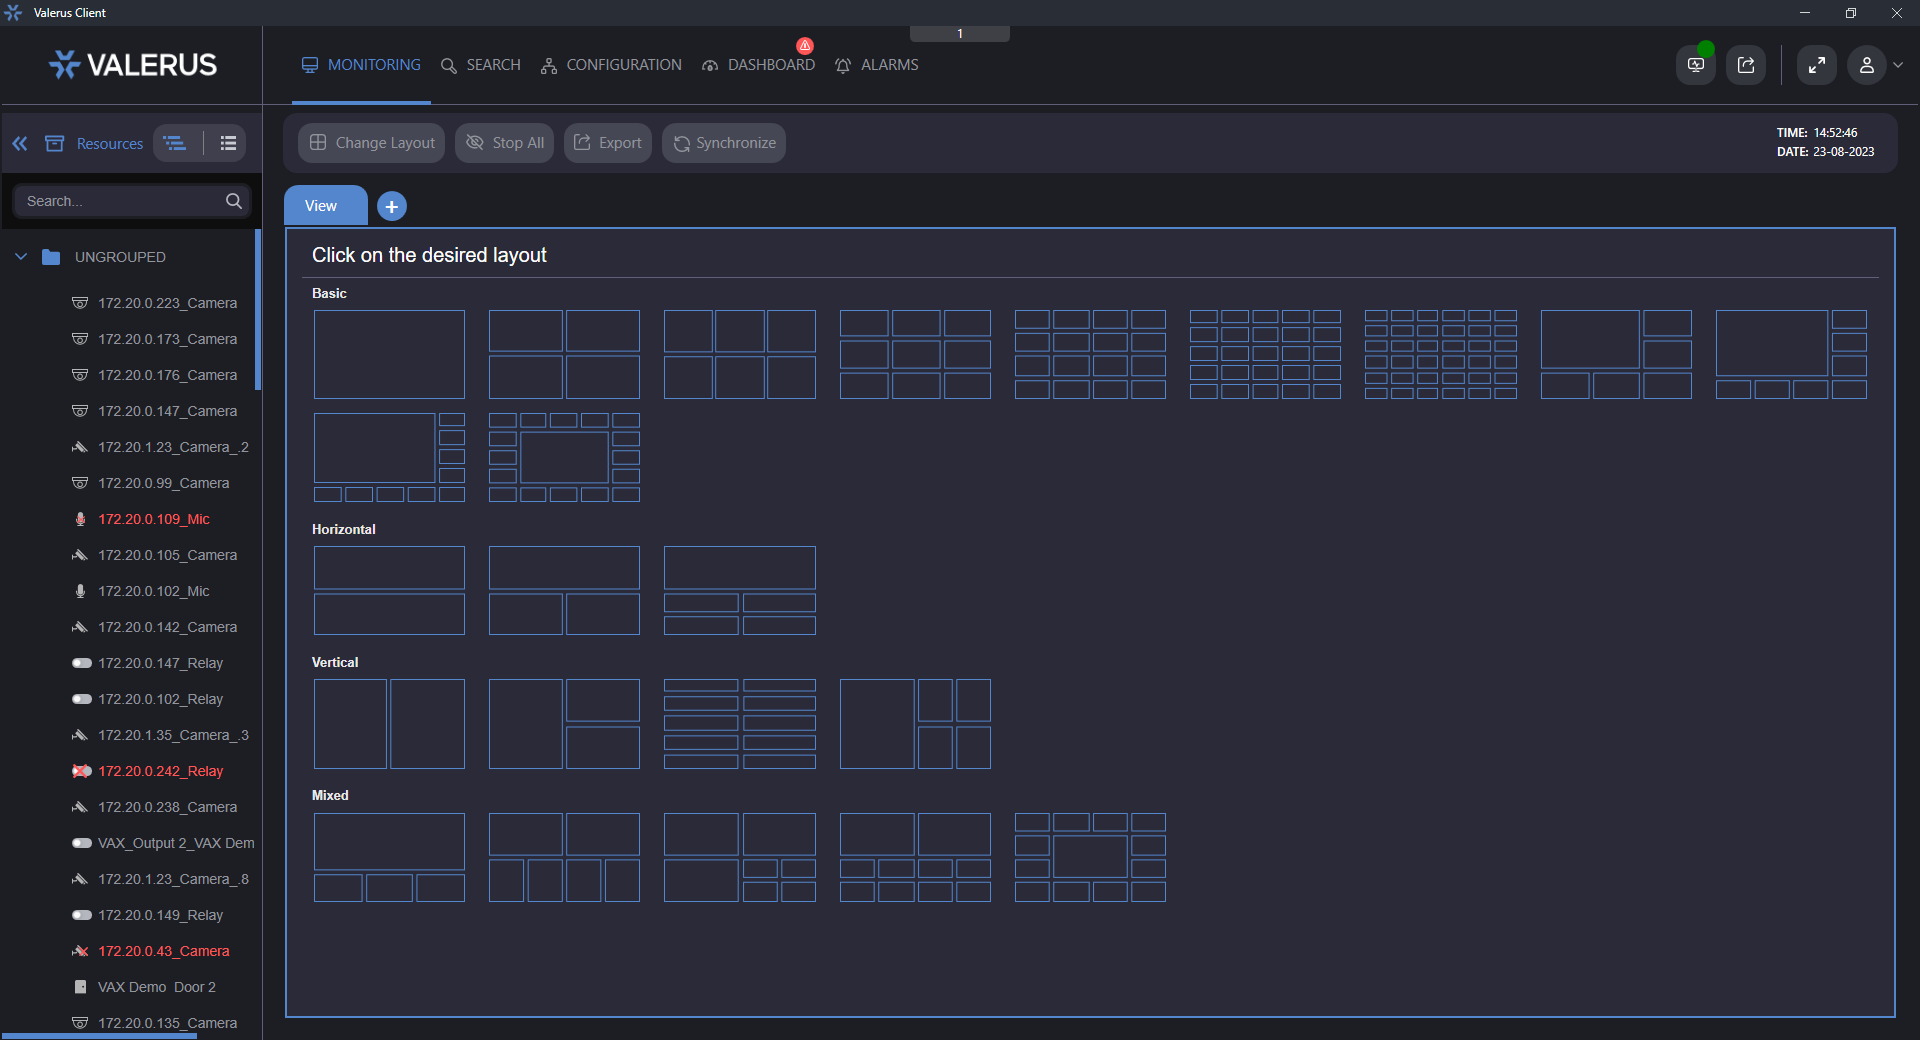 Valerus Client
1
VALERUS
MONITORING
SEARCH
CONFIGURATION
DASHBOARD
ALARMS
Resources
Change Layout
Stop All
Export
Synchronize
TIME: 14:52:46
DATE: 23-08-2023
Search...
View
UNGROUPED
172.20.0.223_Camera
172.20.0.173_Camera
172.20.0.176_Camera
172.20.0.147_Camera
172.20.1.23_Camera_.2
172.20.0.99_Camera
172.20.0.109_Mic
172.20.0.105_Camera
172.20.0.102_Mic
172.20.0.142_Camera
172.20.0.147_Relay
172.20.0.102_Relay
172.20.1.35_Camera_.3
172.20.0.242_Relay
172.20.0.238_Camera
VAX_Output 2_VAX Dem
172.20.1.23_Camera_.8
172.20.0.149_Relay
172.20.0.43_Camera
VAX Demo Door 2
172.20.0.135_Camera
Click on the desired layout
Basic
Horizontal
Vertical
Mixed